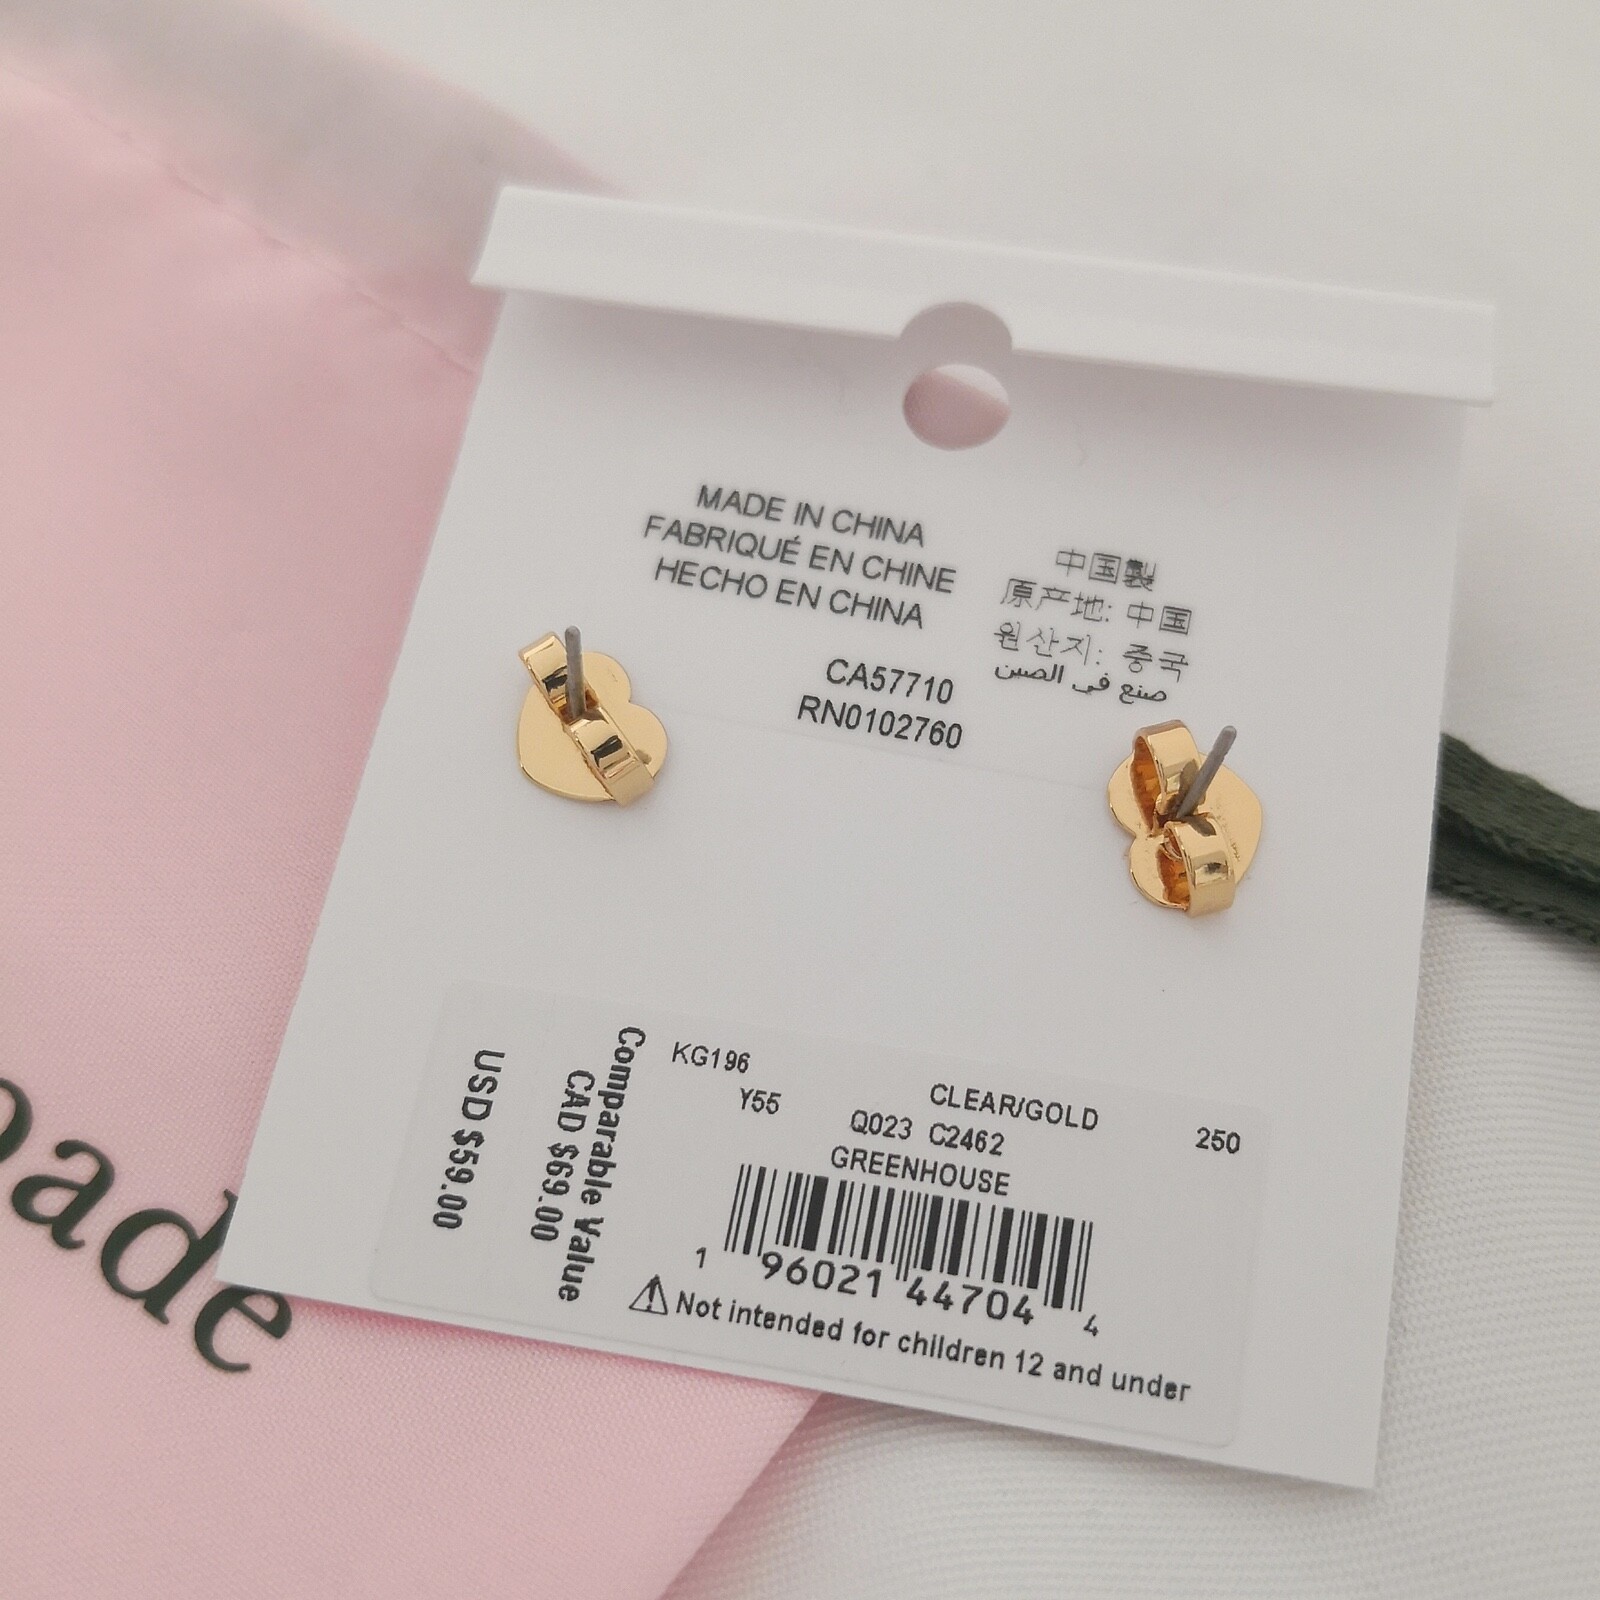 MADE IN CHINA
FABRIQUÉ EN CHINE
HECHO EN CHINA
中国製
原产地: 中国
원산지: 중국
صنع في الصين
CA57710
RN0102760
KG196
Y55
CLEAR/GOLD
Q023 C2462
250
GREENHOUSE
1 96021 44704 4
Not intended for children 12 and under
Comparable Value
CAD $69.00
USD $59.00
ade